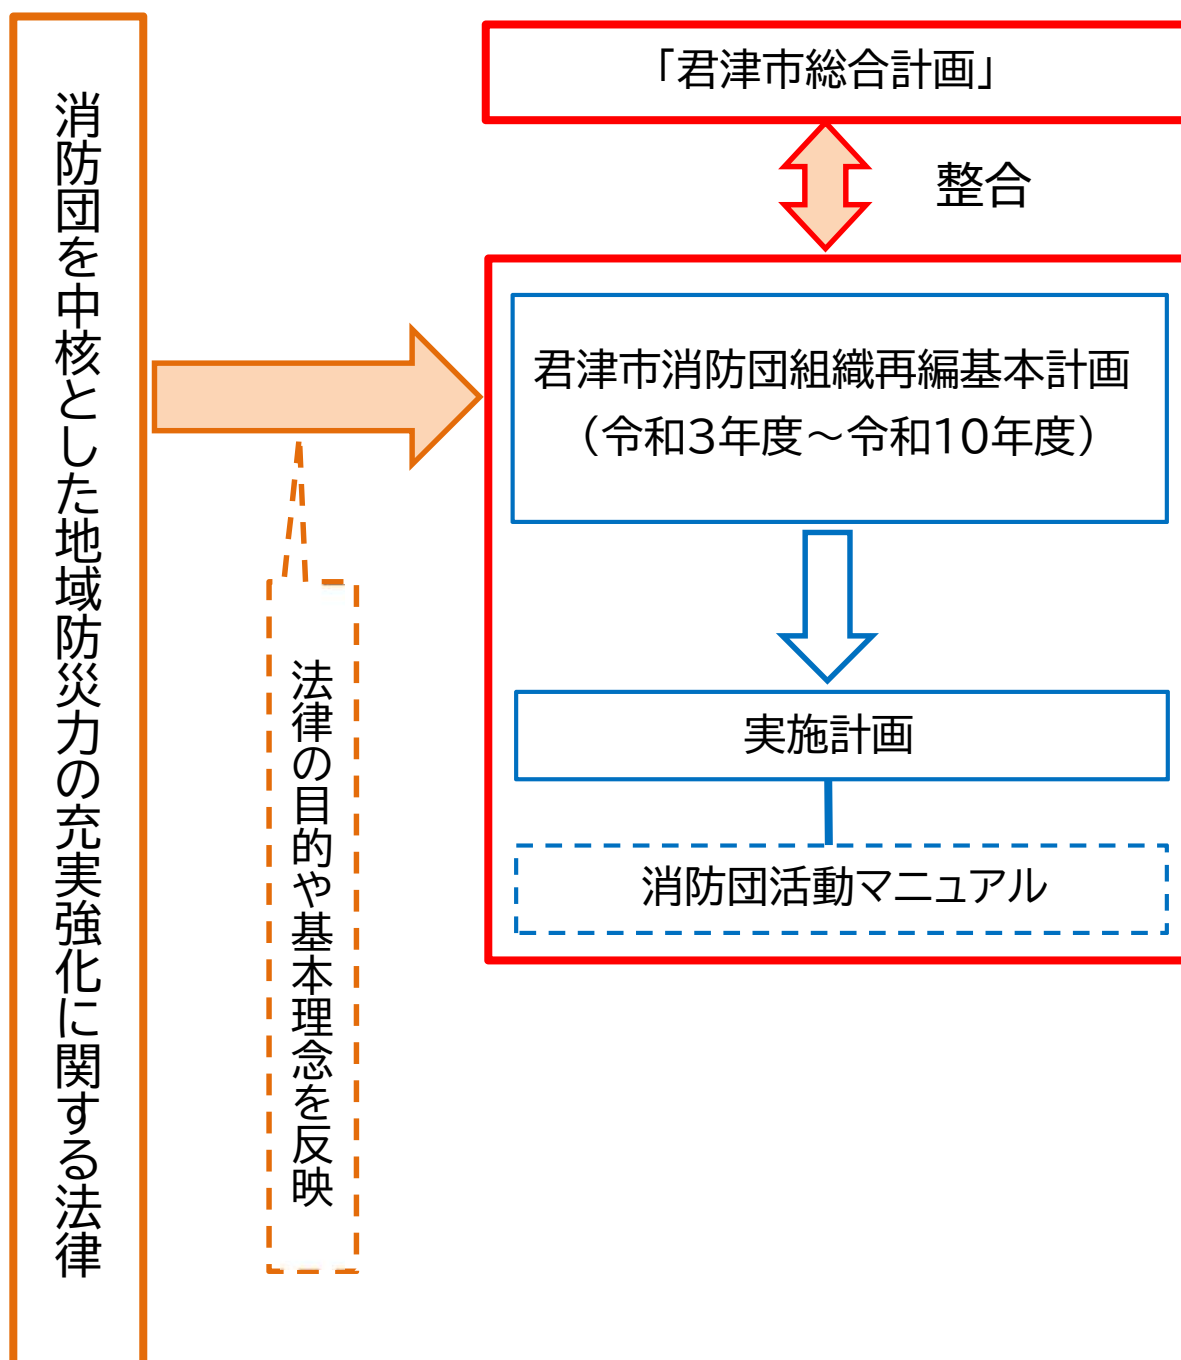 消防団を中核とした地域防災力の充実強化に関する法律
「君津市総合計画」
整合
君津市消防団組織再編基本計画
（令和3年度～令和10年度）
法律の目的や基本理念を反映
実施計画
消防団活動マニュアル